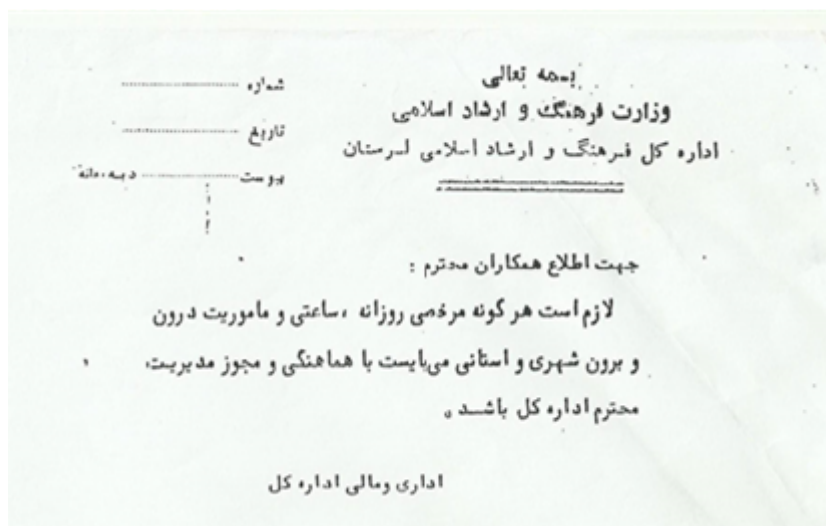 بسمه تعالی
وزارت فرهنگ و ارشاد اسلامی
اداره کل فرهنگ و ارشاد اسلامی لرستان
شماره
تاریخ
پیوست
جهت اطلاع همکاران محترم :
لازم است هر گونه مرخصی روزانه ،ساعتی و ماموریت درون
و برون شهری و استانی می‌بایست با هماهنگی و مجوز مدیریت
محترم اداره کل باشد .
اداری ومالی اداره کل